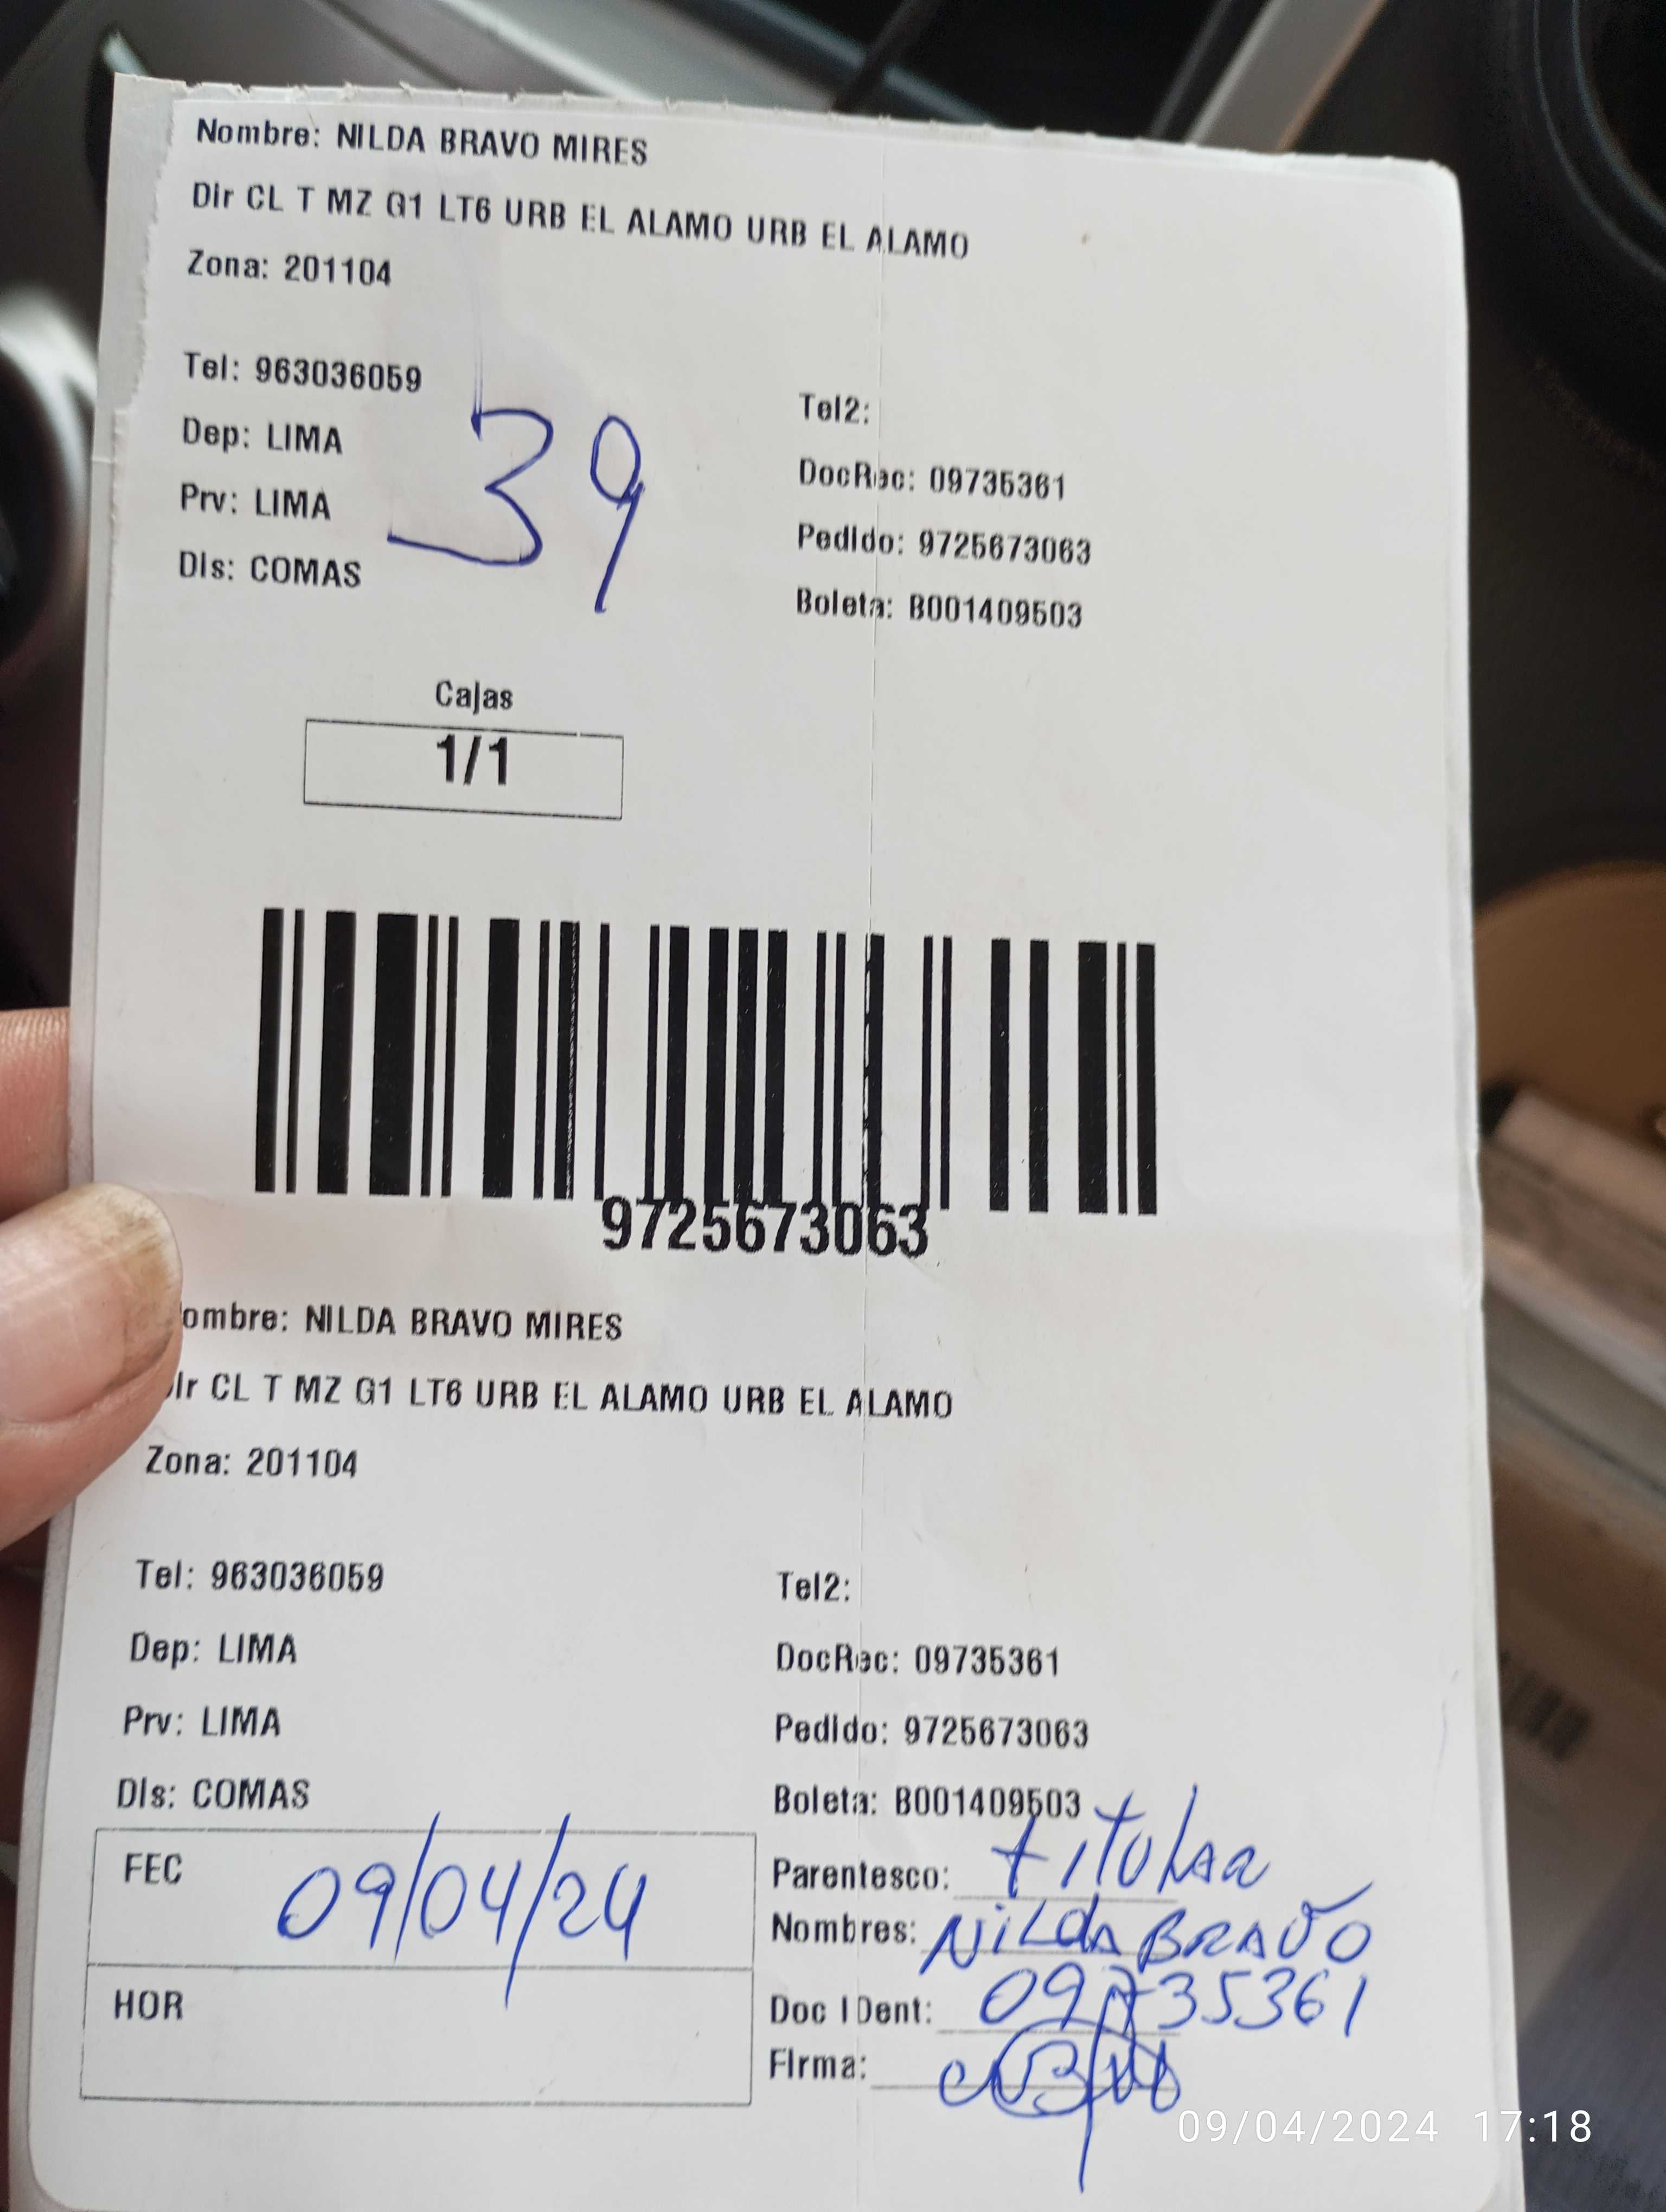 Nombre: NILDA BRAVO MIRES
Dir CL T MZ G1 LT6 URB EL ALAMO URB EL ALAMO
Zona: 201104
Tel: 963036059
Tel2:
Dep: LIMA
39
DocRec: 09735361
Prv: LIMA
Pedido: 9725673063
Dis: COMAS
Boleta: B001409503
Cajas
1/1
9725673063
ombre: NILDA BRAVO MIRES
Dir CL T MZ G1 LT6 URB EL ALAMO URB EL ALAMO
Zona: 201104
Tel: 963036059
Tel2:
Dep: LIMA
DocRec: 09735361
Prv: LIMA
Pedido: 9725673063
Dis: COMAS
Boleta: B001409503
FEC 09/04/24
Parentesco: titular
Nombres: Nilda BRAVO
HOR
Doc IDent: 09735361
Firma:
09/04/2024 17:18